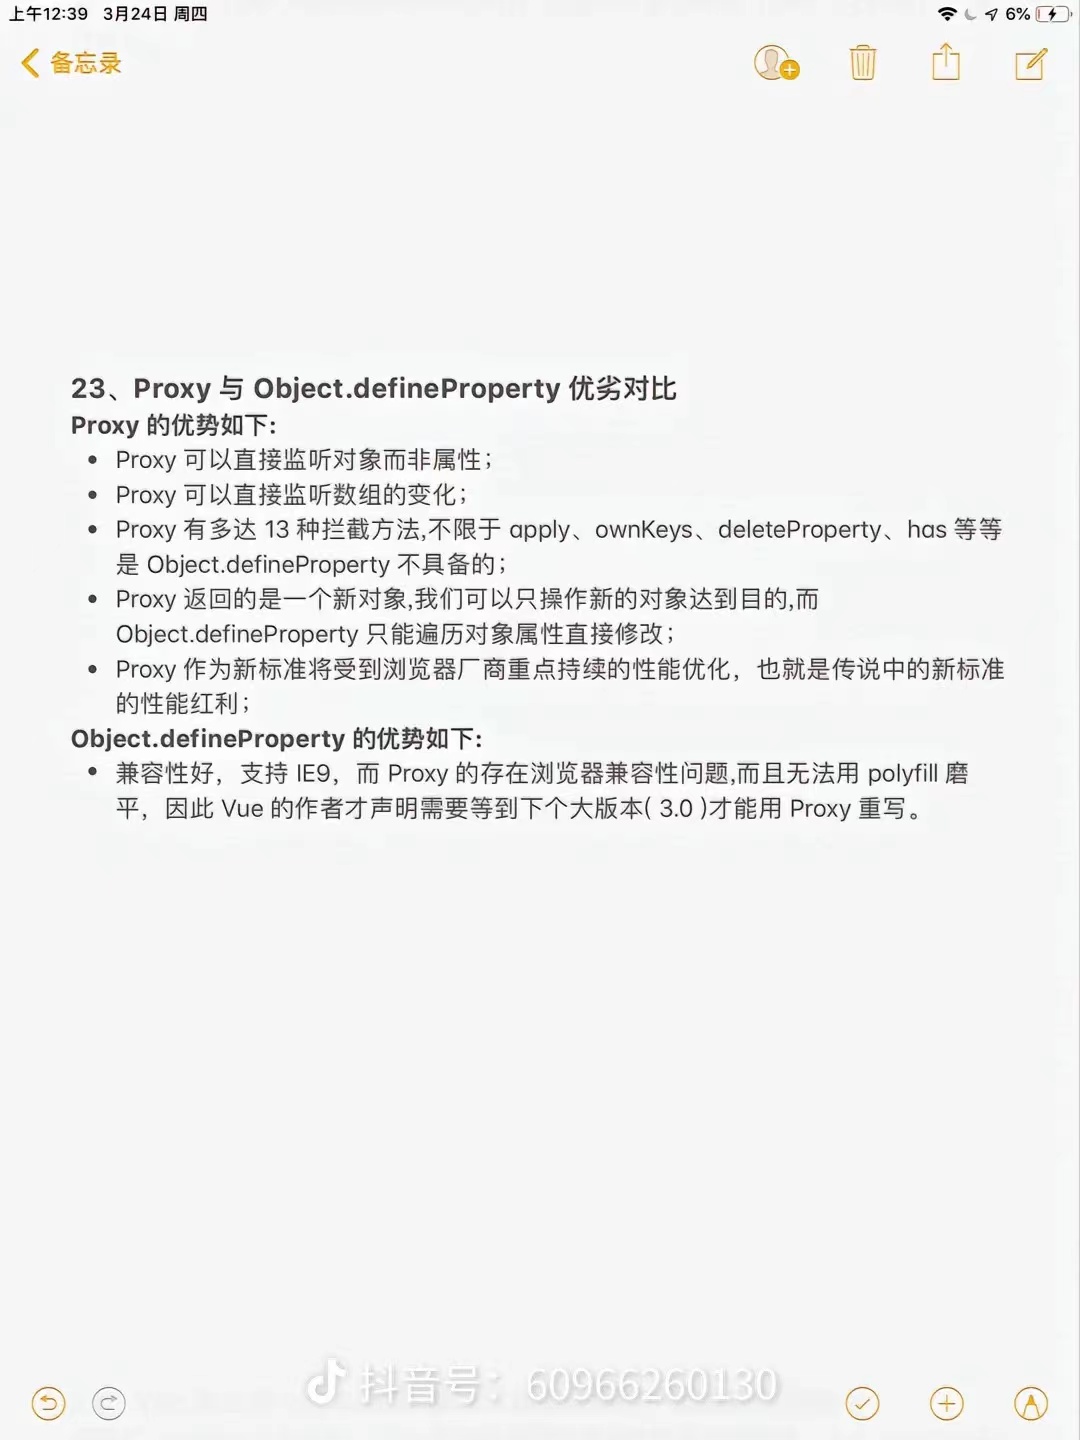 上午12:39 3月24日 周四 6%
备忘录
23、Proxy 与 Object.defineProperty 优劣对比
Proxy 的优势如下:
• Proxy 可以直接监听对象而非属性；
• Proxy 可以直接监听数组的变化；
• Proxy 有多达 13 种拦截方法,不限于 apply、ownKeys、deleteProperty、has 等等
是 Object.defineProperty 不具备的；
• Proxy 返回的是一个新对象,我们可以只操作新的对象达到目的,而
Object.defineProperty 只能遍历对象属性直接修改；
• Proxy 作为新标准将受到浏览器厂商重点持续的性能优化，也就是传说中的新标准
的性能红利；
Object.defineProperty 的优势如下:
• 兼容性好，支持 IE9，而 Proxy 的存在浏览器兼容性问题,而且无法用 polyfill 磨
平，因此 Vue 的作者才声明需要等到下个大版本( 3.0 )才能用 Proxy 重写。
抖音号：60966260130